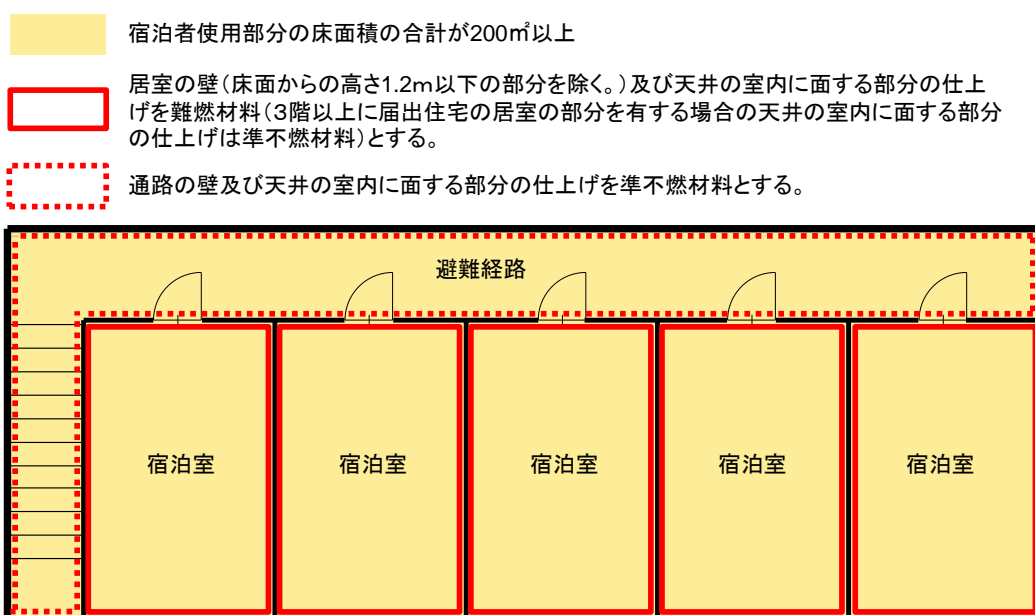 宿泊者使用部分の床面積の合計が200㎡以上
居室の壁(床面からの高さ1.2m以下の部分を除く。)及び天井の室内に面する部分の仕上
げを難燃材料(3階以上に届出住宅の居室の部分を有する場合の天井の室内に面する部分
の仕上げは準不燃材料)とする。
通路の壁及び天井の室内に面する部分の仕上げを準不燃材料とする。
避難経路
宿泊室
宿泊室
宿泊室
宿泊室
宿泊室